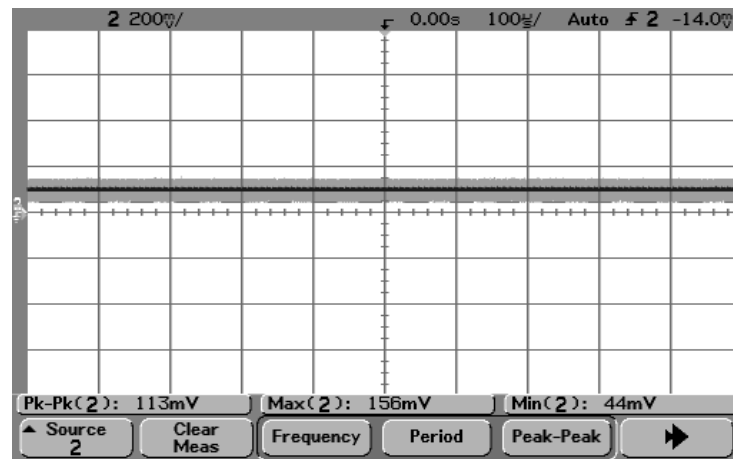 2 200mV/ 0.00s 100µs/ Auto 2 -14.0mV
2
Pk-Pk(2): 113mV Max(2): 156mV Min(2): 44mV
Source 2 Clear Meas Frequency Period Peak-Peak